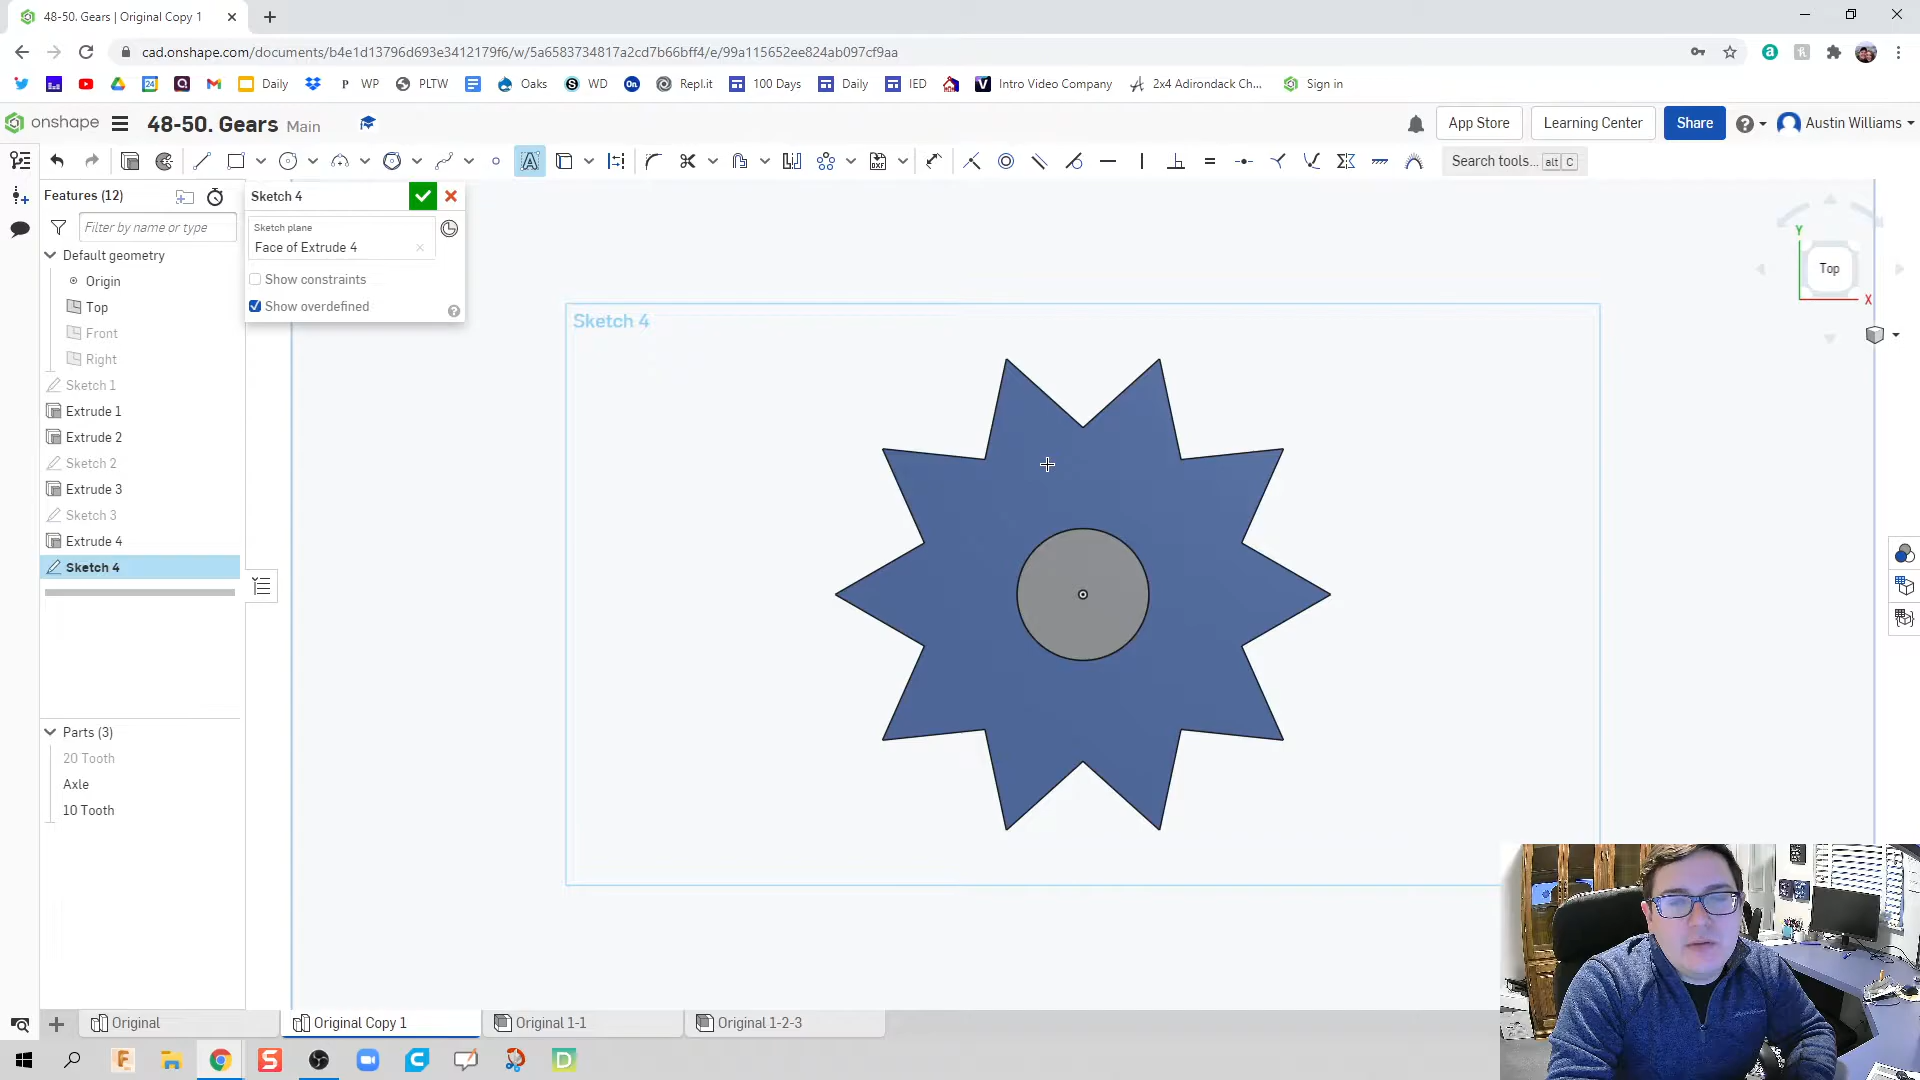 48-50. Gears | Original Copy 1
cad.onshape.com/documents/b4e1d13796d693e3412179f6/w/5a6583734817a2cd7b66bff4/e/99a115652ee824ab097cf9aa
Daily WP PLTW Oaks WD Repl.it 100 Days Daily IED Intro Video Company 2x4 Adirondack Ch... Sign in
onshape 48-50. Gears Main App Store Learning Center Share Austin Williams
Search tools... alt C
Features (12)
Filter by name or type
Default geometry
Origin
Top
Front
Right
Sketch 1
Extrude 1
Extrude 2
Sketch 2
Extrude 3
Sketch 3
Extrude 4
Sketch 4
Parts (3)
20 Tooth
Axle
10 Tooth
Sketch 4
Sketch plane
Face of Extrude 4
Show constraints
Show overdefined
Sketch 4
Y
Top
X
Original Original Copy 1 Original 1-1 Original 1-2-3